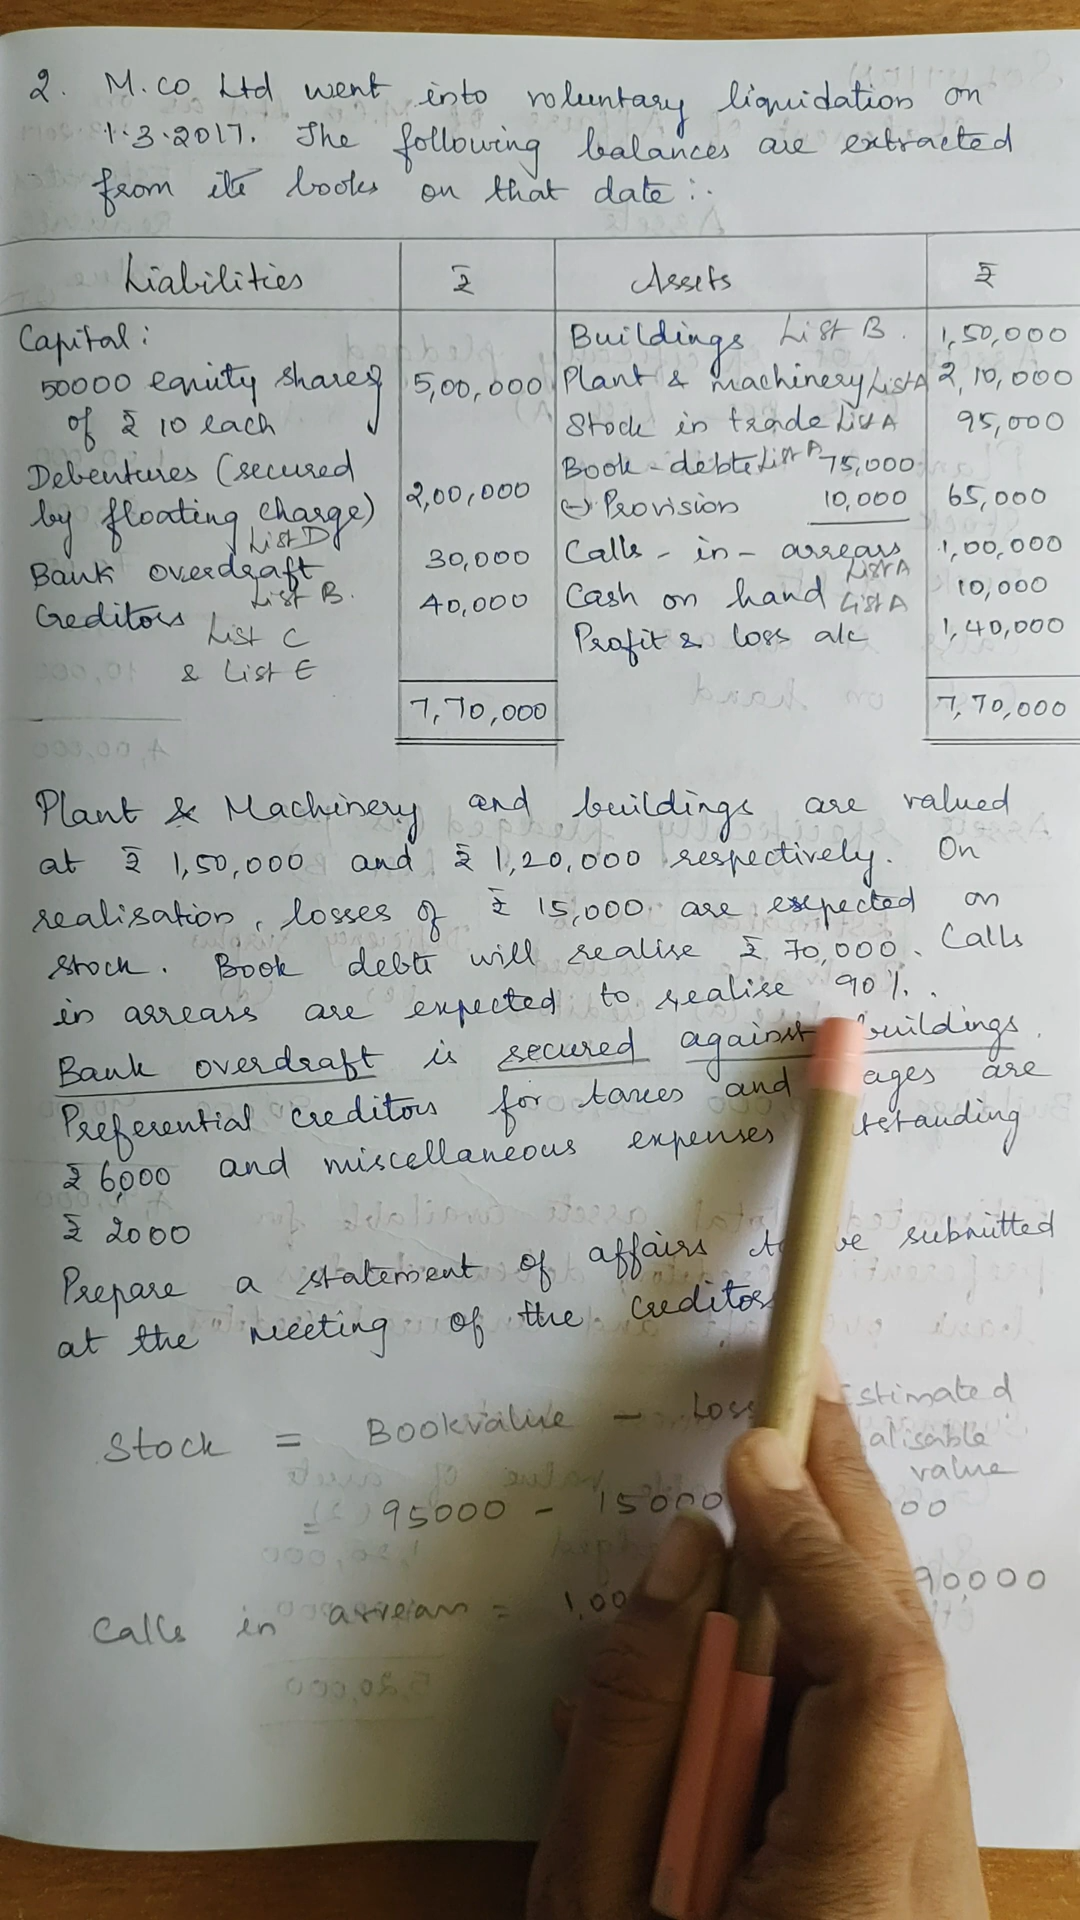 2. M.co Ltd went into voluntary liquidation on
1.3.2017. The following balances are extracted
from its books on that date :.
Liabilities ₹ Assets ₹
Capital : Buildings List B. 1,50,000
50000 equity shares 5,00,000 Plant & machinery List A 2,10,000
of ₹ 10 each Stock in trade List A 95,000
Debentures (secured Book-debts List A 75,000
by floating charge) 2,00,000 (-) Provision 10,000 65,000
List D
Bank overdraft 30,000 Calls-in-arrears 1,00,000
List B. List A
Creditors 40,000 Cash on hand List A 10,000
List C Profit & loss a/c 1,40,000
& List E
7,70,000 7,70,000
Plant & Machinery and buildings are valued
at ₹ 1,50,000 and ₹ 1,20,000 respectively. On
realisation, losses of ₹ 15,000 are expected on
stock. Book debts will realise ₹ 70,000. Calls
in arrears are expected to realise 90%.
Bank overdraft is secured against buildings.
Preferential creditors for taxes and ages are
₹ 6,000 and miscellaneous expenses tstanding
₹ 2000
Prepare a statement of affairs be submitted
at the meeting of the creditors
Stock = Bookvalue - Loss Estimated
alisable
value
= 95000 - 15000 00
Calls in arrears = 1,00 90000